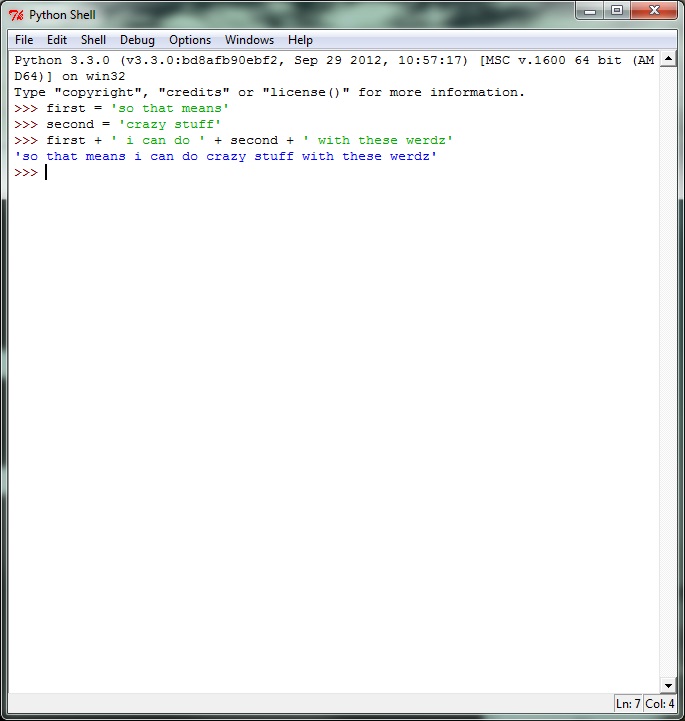 Python Shell
File Edit Shell Debug Options Windows Help
Python 3.3.0 (v3.3.0:bd8afb90ebf2, Sep 29 2012, 10:57:17) [MSC v.1600 64 bit (AM
D64)] on win32
Type "copyright", "credits" or "license()" for more information.
>>> first = 'so that means'
>>> second = 'crazy stuff'
>>> first + ' i can do ' + second + ' with these werdz'
'so that means i can do crazy stuff with these werdz'
>>>
Ln: 7 Col: 4